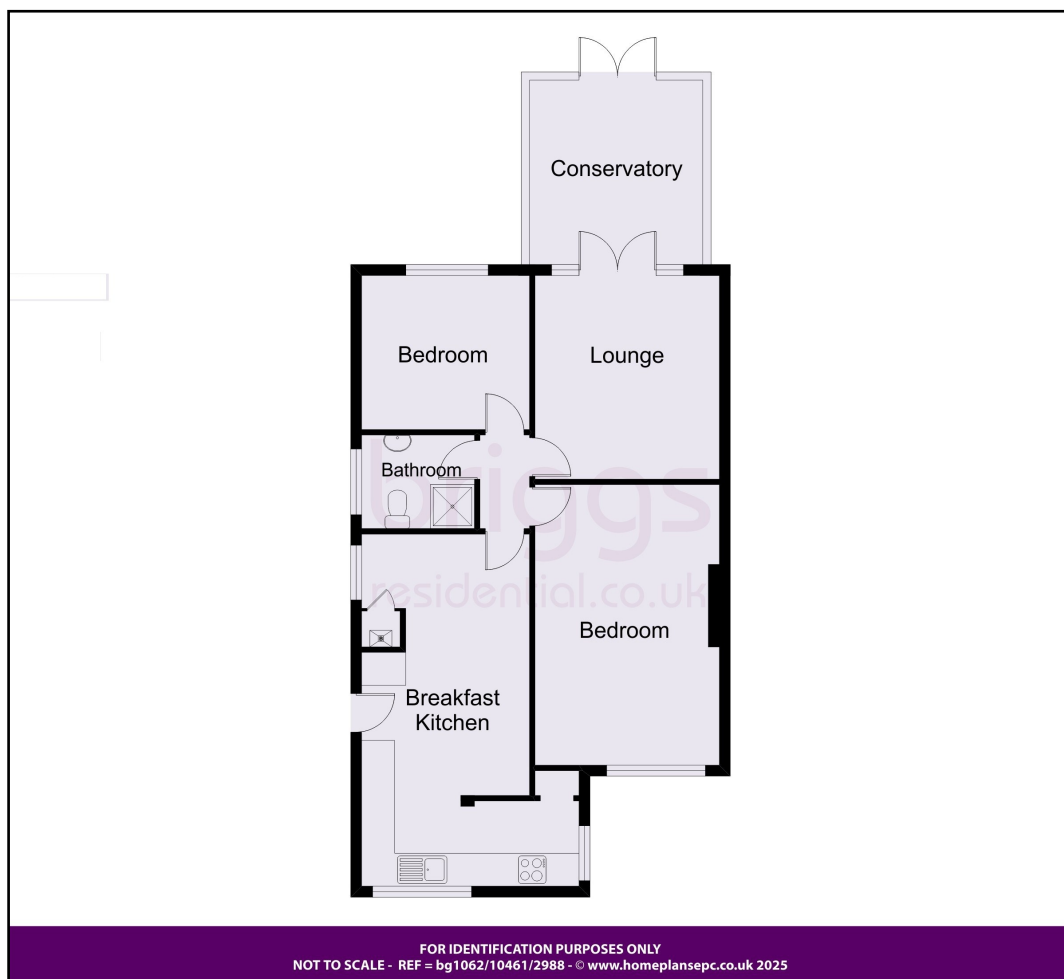 Conservatory
Bedroom
Lounge
Bathroom
briggs
residential.co.uk
Bedroom
Breakfast
Kitchen
FOR IDENTIFICATION PURPOSES ONLY
NOT TO SCALE - REF = bg1062/10461/2988 - © www.homeplansepc.co.uk 2025